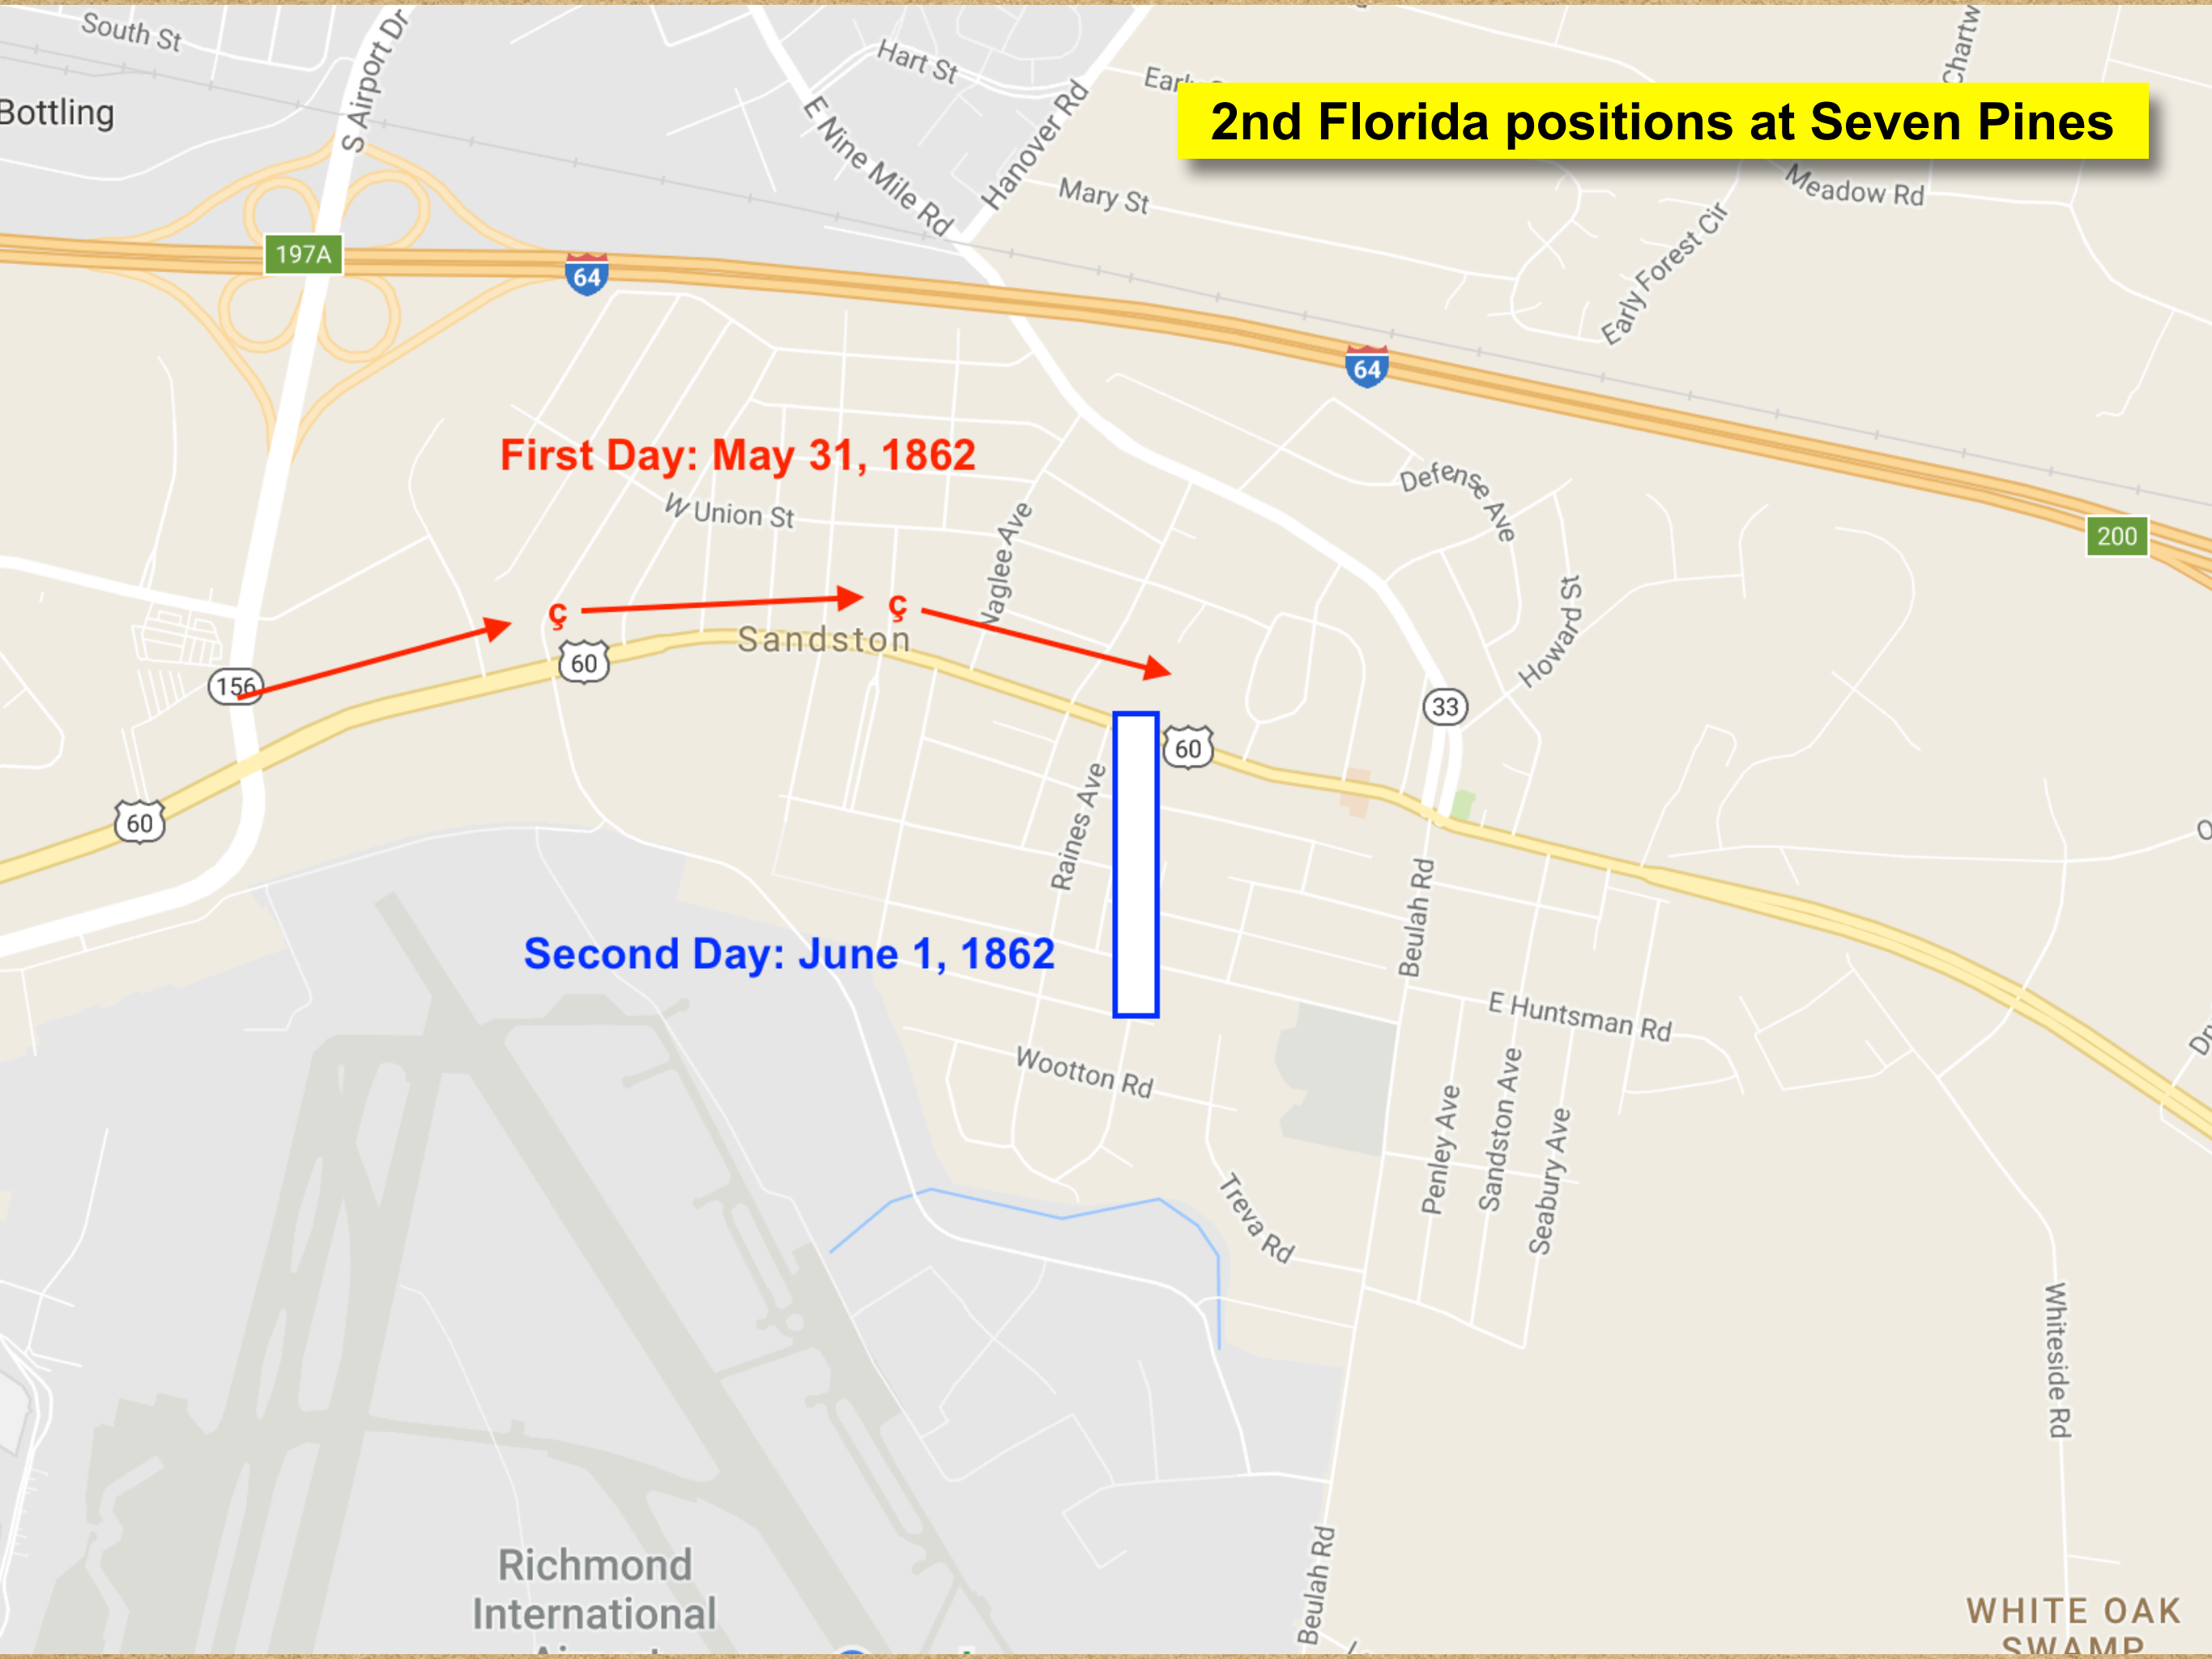 South St
S Airport Dr
Hart St
Chartw
Bottling
E Nine Mile Rd
Hanover Rd
2nd Florida positions at Seven Pines
Mary St
Meadow Rd
Early Forest Cir
197A
64
64
First Day: May 31, 1862
W Union St
Naglee Ave
Defense Ave
200
Howard St
ç
ç
Sandston
60
156
33
60
60
Raines Ave
Beulah Rd
Second Day: June 1, 1862
E Huntsman Rd
Wootton Rd
Penley Ave
Sandston Ave
Seabury Ave
Treva Rd
Whiteside Rd
Beulah Rd
Richmond
International
WHITE OAK
SWAMP